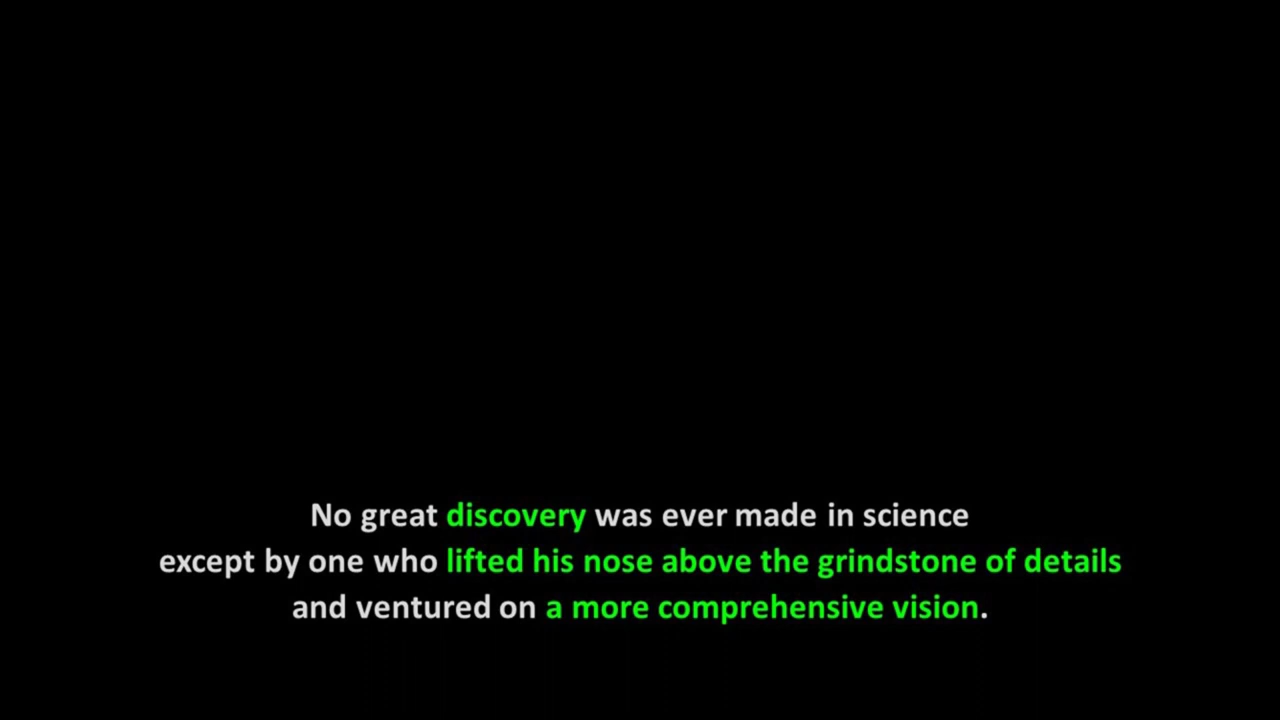 No great discovery was ever made in science
except by one who lifted his nose above the grindstone of details
and ventured on a more comprehensive vision.